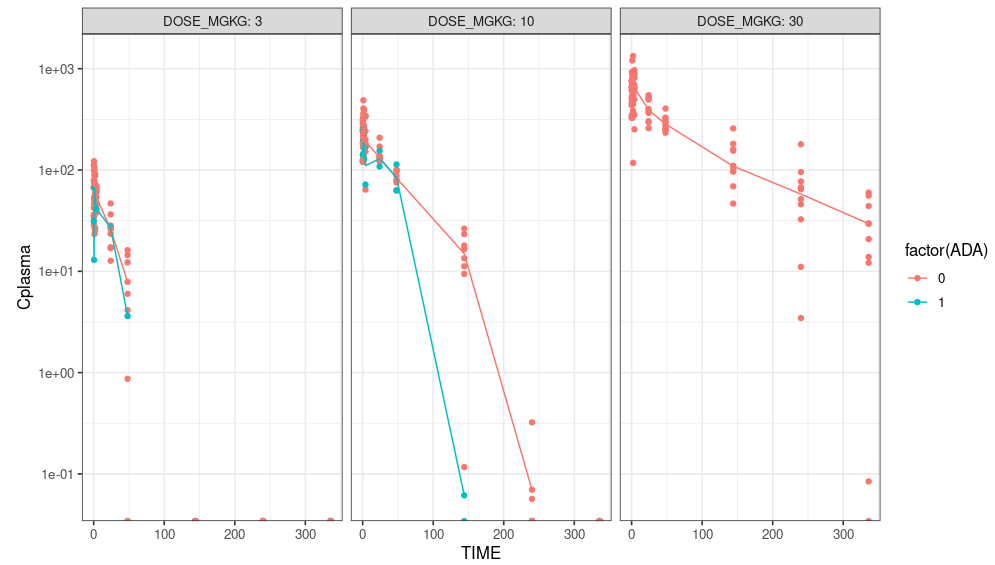 DOSE_MGKG: 3
DOSE_MGKG: 10
DOSE_MGKG: 30
1e+03
1e+02
1e+01
1e+00
1e-01
Cplasma
0 100 200 300
0 100 200 300
0 100 200 300
TIME
factor(ADA)
0
1